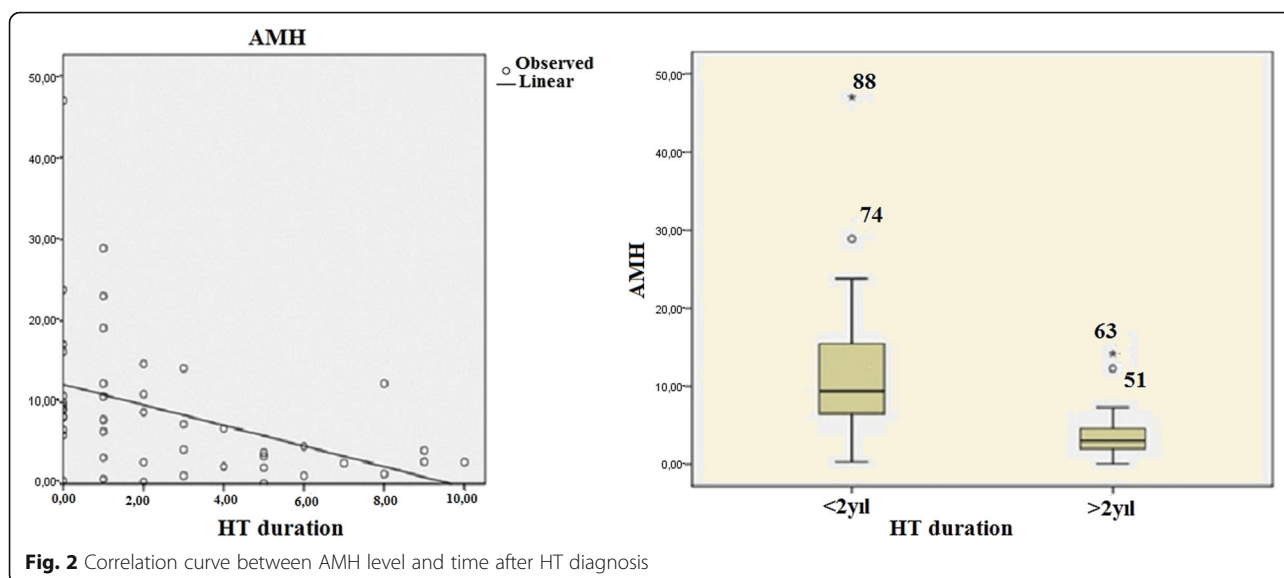 AMH
Observed
Linear
50,00
40,00
30,00
20,00
10,00
0,00
0,00 2,00 4,00 6,00 8,00 10,00
HT duration
50,00
40,00
30,00
20,00
10,00
0,00
AMH
88
74
63
51
<2yıl >2yıl
HT duration
Fig. 2 Correlation curve between AMH level and time after HT diagnosis